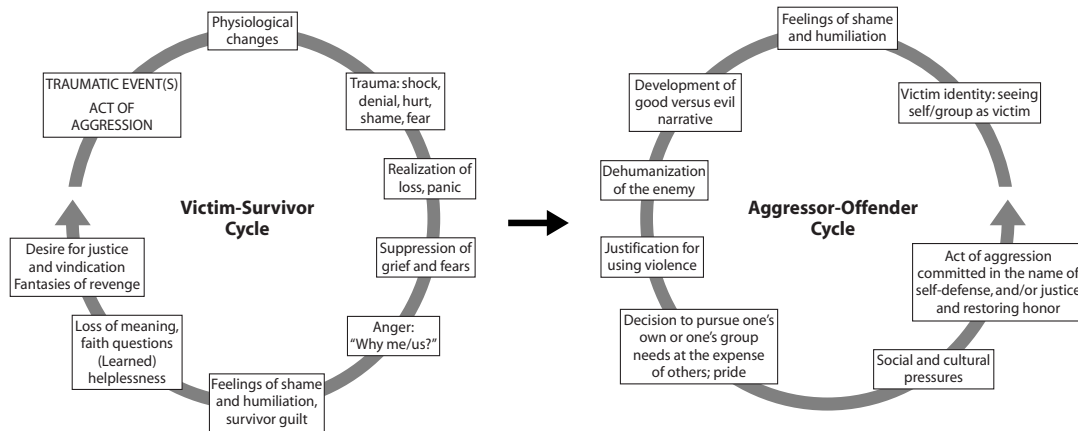 Physiological
changes
TRAUMATIC EVENT(S)
ACT OF
AGGRESSION
Trauma: shock,
denial, hurt,
shame, fear
Realization of
loss, panic
Victim-Survivor
Cycle
Suppression of
grief and fears
Desire for justice
and vindication
Fantasies of revenge
Anger:
"Why me/us?"
Loss of meaning,
faith questions
(Learned)
helplessness
Feelings of shame
and humiliation,
survivor guilt
Feelings of shame
and humiliation
Development of
good versus evil
narrative
Victim identity: seeing
self/group as victim
Dehumanization
of the enemy
Aggressor-Offender
Cycle
Justification for
using violence
Act of aggression
committed in the name of
self-defense, and/or justice
and restoring honor
Decision to pursue one's
own or one's group
needs at the expense
of others; pride
Social and cultural
pressures